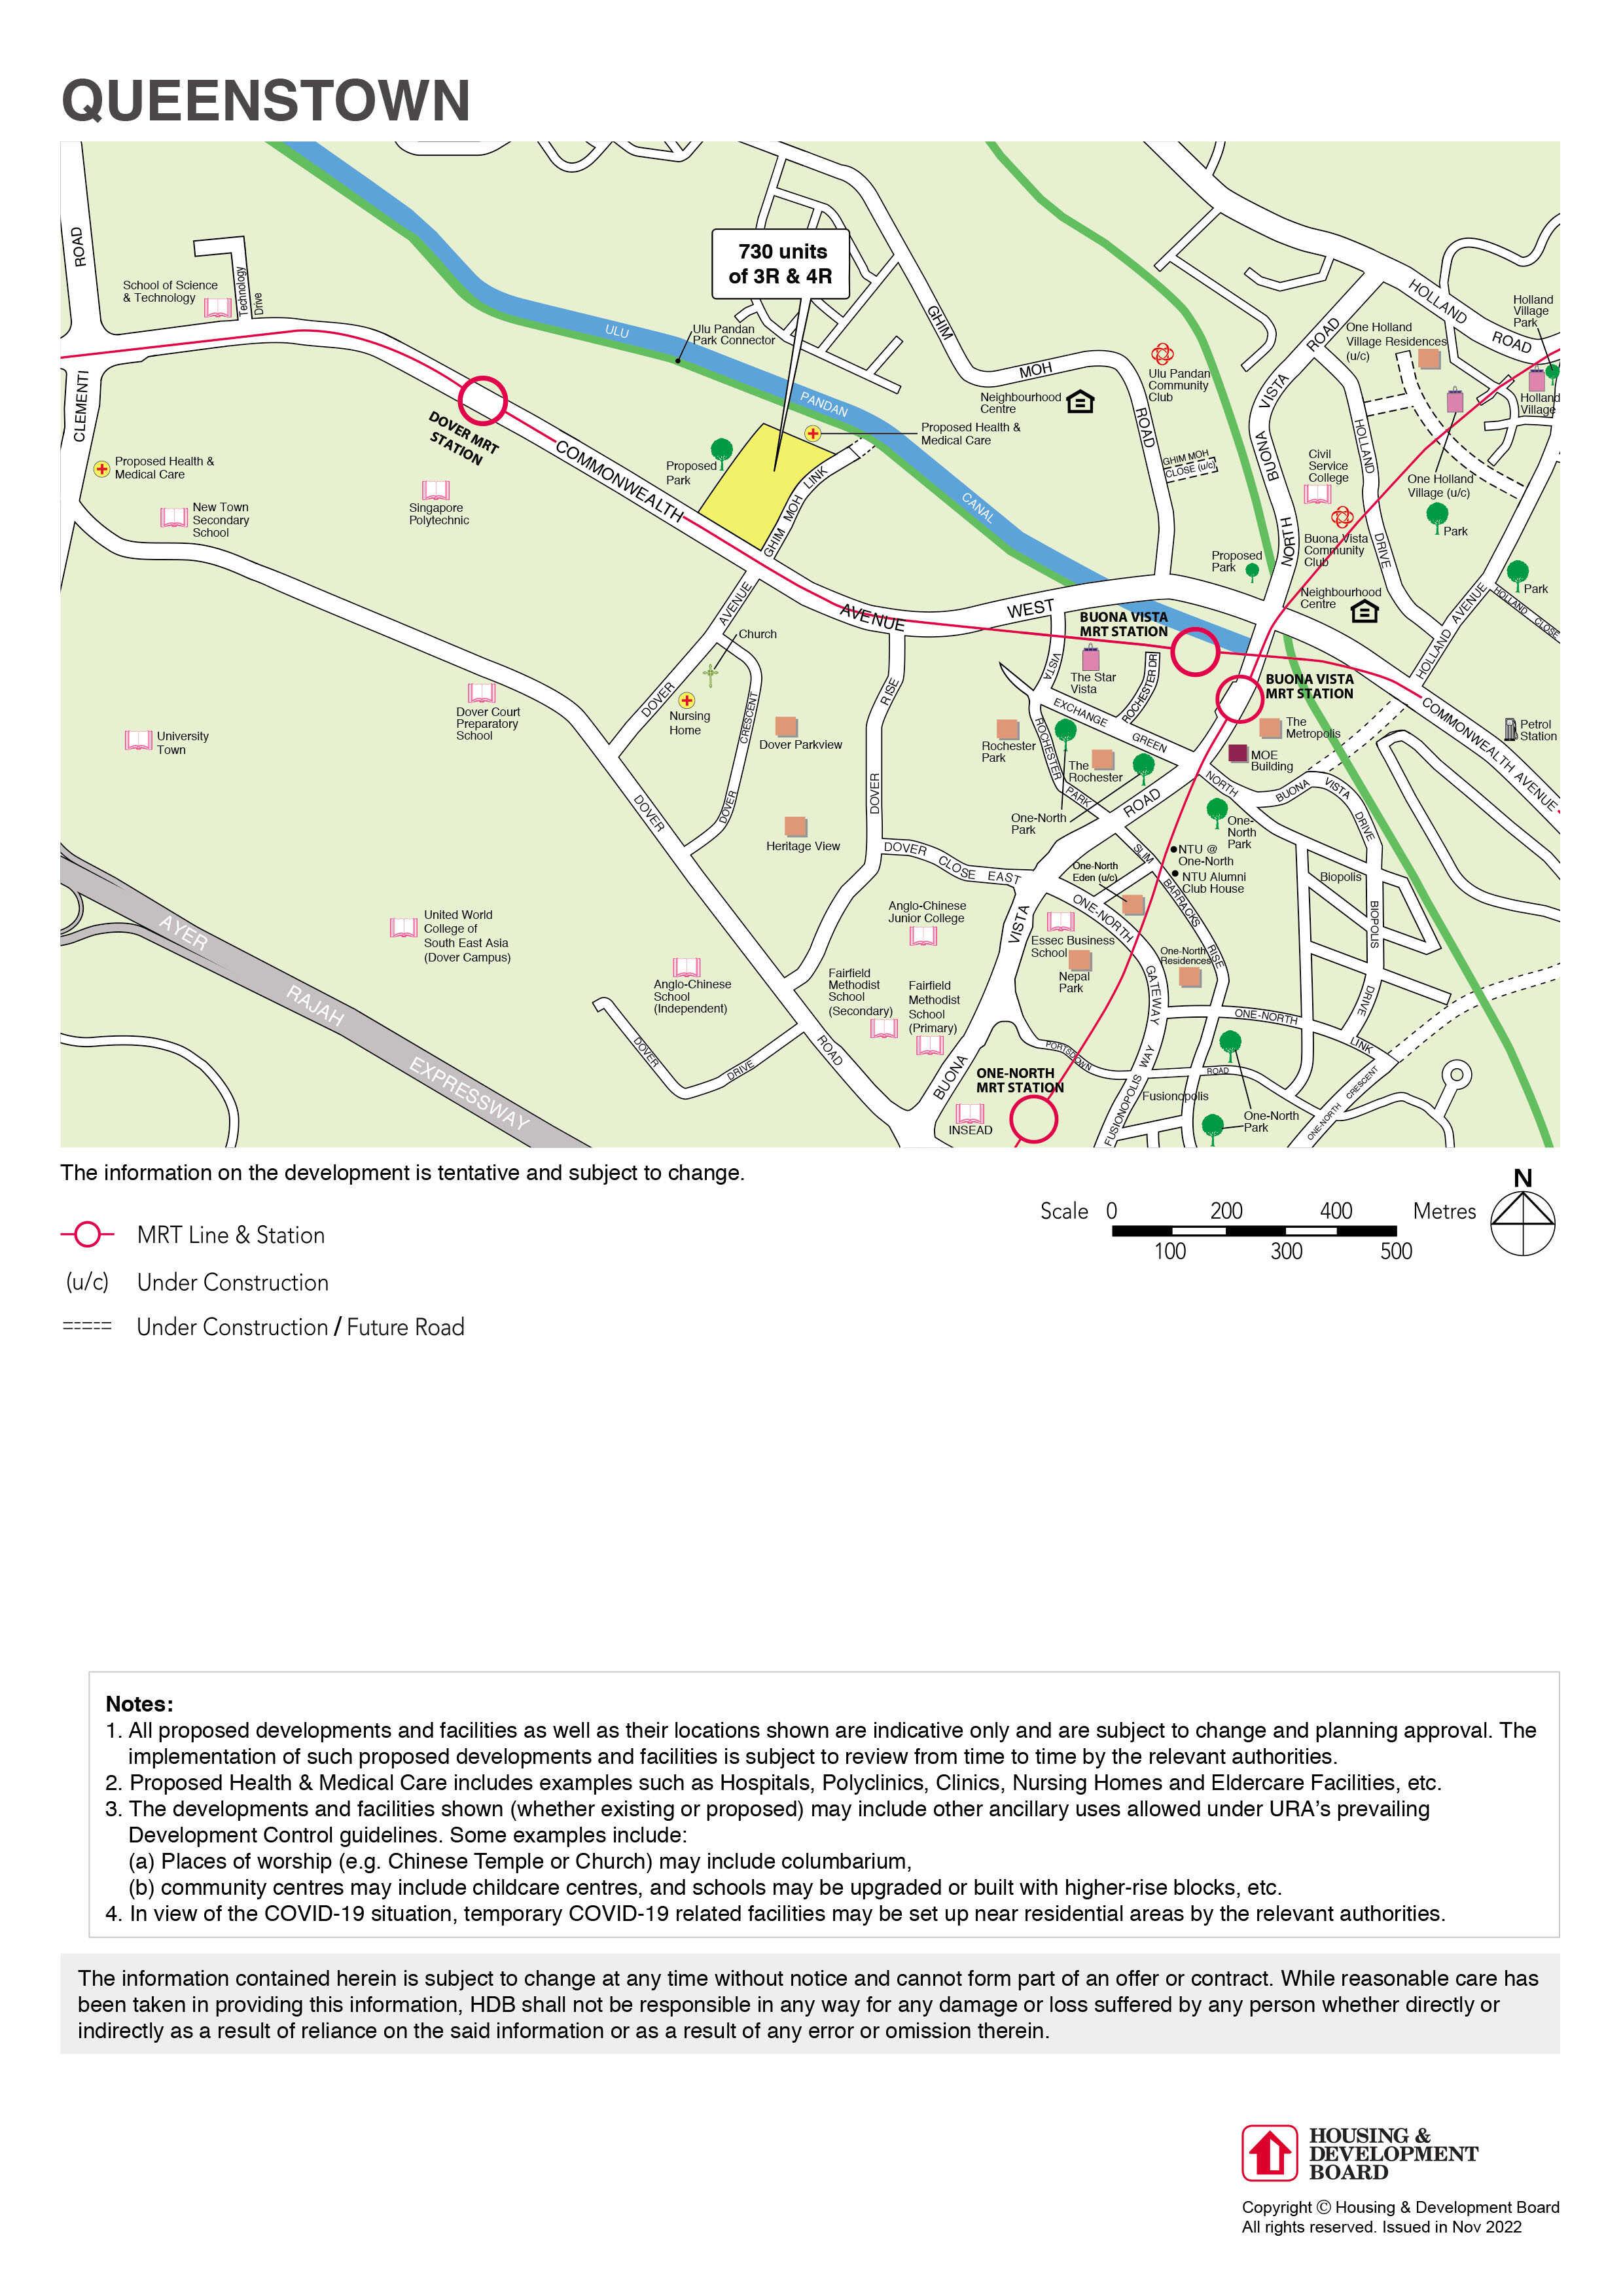 QUEENSTOWN
730 units
of 3R & 4R
ROAD
School of Science
& Technology
Technology
Drive
CLEMENTI
DOVER MRT
STATION
ULU
PANDAN
CANAL
Ulu Pandan
Park Connector
GHIM
MOH
ROAD
Neighbourhood
Centre
Ulu Pandan
Community
Club
GHIM MOH
CLOSE (u/c)
Proposed Health &
Medical Care
Proposed
Park
GHIM MOH LINK
COMMONWEALTH
AVENUE
WEST
HOLLAND
ROAD
Holland
Village
Park
One Holland
Village Residences
(u/c)
Holland
Village
NORTH
BUONA
VISTA
ROAD
HOLLAND
DRIVE
Civil
Service
College
One Holland
Village (u/c)
Park
Buona Vista
Community
Club
Proposed
Park
Neighbourhood
Centre
Park
HOLLAND
CLOSE
HOLLAND AVENUE
Proposed Health &
Medical Care
New Town
Secondary
School
Singapore
Polytechnic
DOVER
AVENUE
Church
Nursing
Home
DOVER
CRESCENT
Dover Parkview
Heritage View
DOVER
RISE
Dover Court
Preparatory
School
University
Town
DOVER
ROAD
BUONA VISTA
MRT STATION
BUONA VISTA
MRT STATION
VISTA
EXCHANGE
GREEN
The Star
Vista
ROCHESTER DR
Rochester
Park
ROCHESTER
PARK
The
Rochester
One-North
Park
The
Metropolis
MOE
Building
Petrol
Station
COMMONWEALTH AVENUE
NORTH
BUONA
VISTA
DRIVE
One-
North
Park
NTU @
One-North
NTU Alumni
Club House
Biopolis
BIOPOLIS
DRIVE
SLIM
BARRACKS
RISE
One-North
Eden (u/c)
DOVER
CLOSE
EAST
ONE-NORTH
GATEWAY
Essec Business
School
Nepal
Park
One-North
Residences
ONE-NORTH
LINK
ONE-NORTH
CRESCENT
Anglo-Chinese
Junior College
Fairfield
Methodist
School
(Secondary)
Fairfield
Methodist
School
(Primary)
Anglo-Chinese
School
(Independent)
United World
College of
South East Asia
(Dover Campus)
DOVER
DRIVE
AYER
RAJAH
EXPRESSWAY
BUONA
VISTA
ROAD
PORTSDOWN
ROAD
ONE-NORTH
MRT STATION
INSEAD
FUSIONOPOLIS WAY
Fusionopolis
One-North
Park
The information on the development is tentative and subject to change.
MRT Line & Station
(u/c) Under Construction
Under Construction / Future Road
Scale 0 200 400 Metres
100 300 500
N
Notes:
1. All proposed developments and facilities as well as their locations shown are indicative only and are subject to change and planning approval. The
implementation of such proposed developments and facilities is subject to review from time to time by the relevant authorities.
2. Proposed Health & Medical Care includes examples such as Hospitals, Polyclinics, Clinics, Nursing Homes and Eldercare Facilities, etc.
3. The developments and facilities shown (whether existing or proposed) may include other ancillary uses allowed under URA’s prevailing
Development Control guidelines. Some examples include:
(a) Places of worship (e.g. Chinese Temple or Church) may include columbarium,
(b) community centres may include childcare centres, and schools may be upgraded or built with higher-rise blocks, etc.
4. In view of the COVID-19 situation, temporary COVID-19 related facilities may be set up near residential areas by the relevant authorities.
The information contained herein is subject to change at any time without notice and cannot form part of an offer or contract. While reasonable care has
been taken in providing this information, HDB shall not be responsible in any way for any damage or loss suffered by any person whether directly or
indirectly as a result of reliance on the said information or as a result of any error or omission therein.
HOUSING &
DEVELOPMENT
BOARD
Copyright © Housing & Development Board
All rights reserved. Issued in Nov 2022